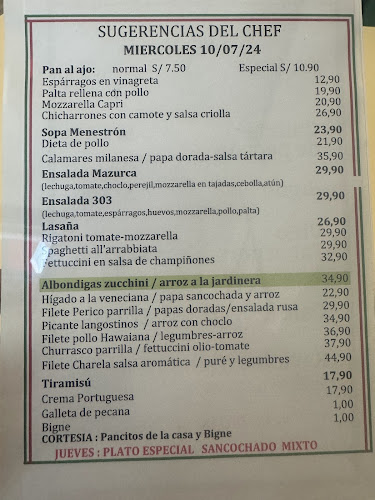 SUGERENCIAS DEL CHEF
MIERCOLES 10/07/24
Pan al ajo: normal S/ 7.50 Especial S/ 10.90
Espárragos en vinagreta 12,90
Palta rellena con pollo 19,90
Mozzarella Capri 20,90
Chicharrones con camote y salsa criolla 26,90
Sopa Menestrón 23,90
Dieta de pollo 21,90
Calamares milanesa / papa dorada-salsa tártara 35,90
Ensalada Mazurca 29,90
(lechuga,tomate,choclo,perejil,mozzarella en tajadas,cebolla,atún)
Ensalada 303 29,90
(lechuga,tomate,espárragos,huevos,mozzarella,pollo,palta)
Lasaña 26,90
Rigatoni tomate-mozzarella 29,90
Spaghetti all'arrabbiata 29,90
Fettuccini en salsa de champiñones 32,90
Albondigas zucchini / arroz a la jardinera 34,90
Hígado a la veneciana / papa sancochada y arroz 22,90
Filete Perico parrilla / papas doradas/ensalada rusa 29,90
Picante langostinos / arroz con choclo 34,90
Filete pollo Hawaiana / legumbres-arroz 36,90
Churrasco parrilla / fettuccini olio-tomate 37,90
Filete Charela salsa aromática / puré y legumbres 44,90
Tiramisú 17,90
Crema Portuguesa 17,90
Galleta de pecana 1,00
Bigne 1,00
CORTESIA : Pancitos de la casa y Bigne
JUEVES : PLATO ESPECIAL SANCOCHADO MIXTO